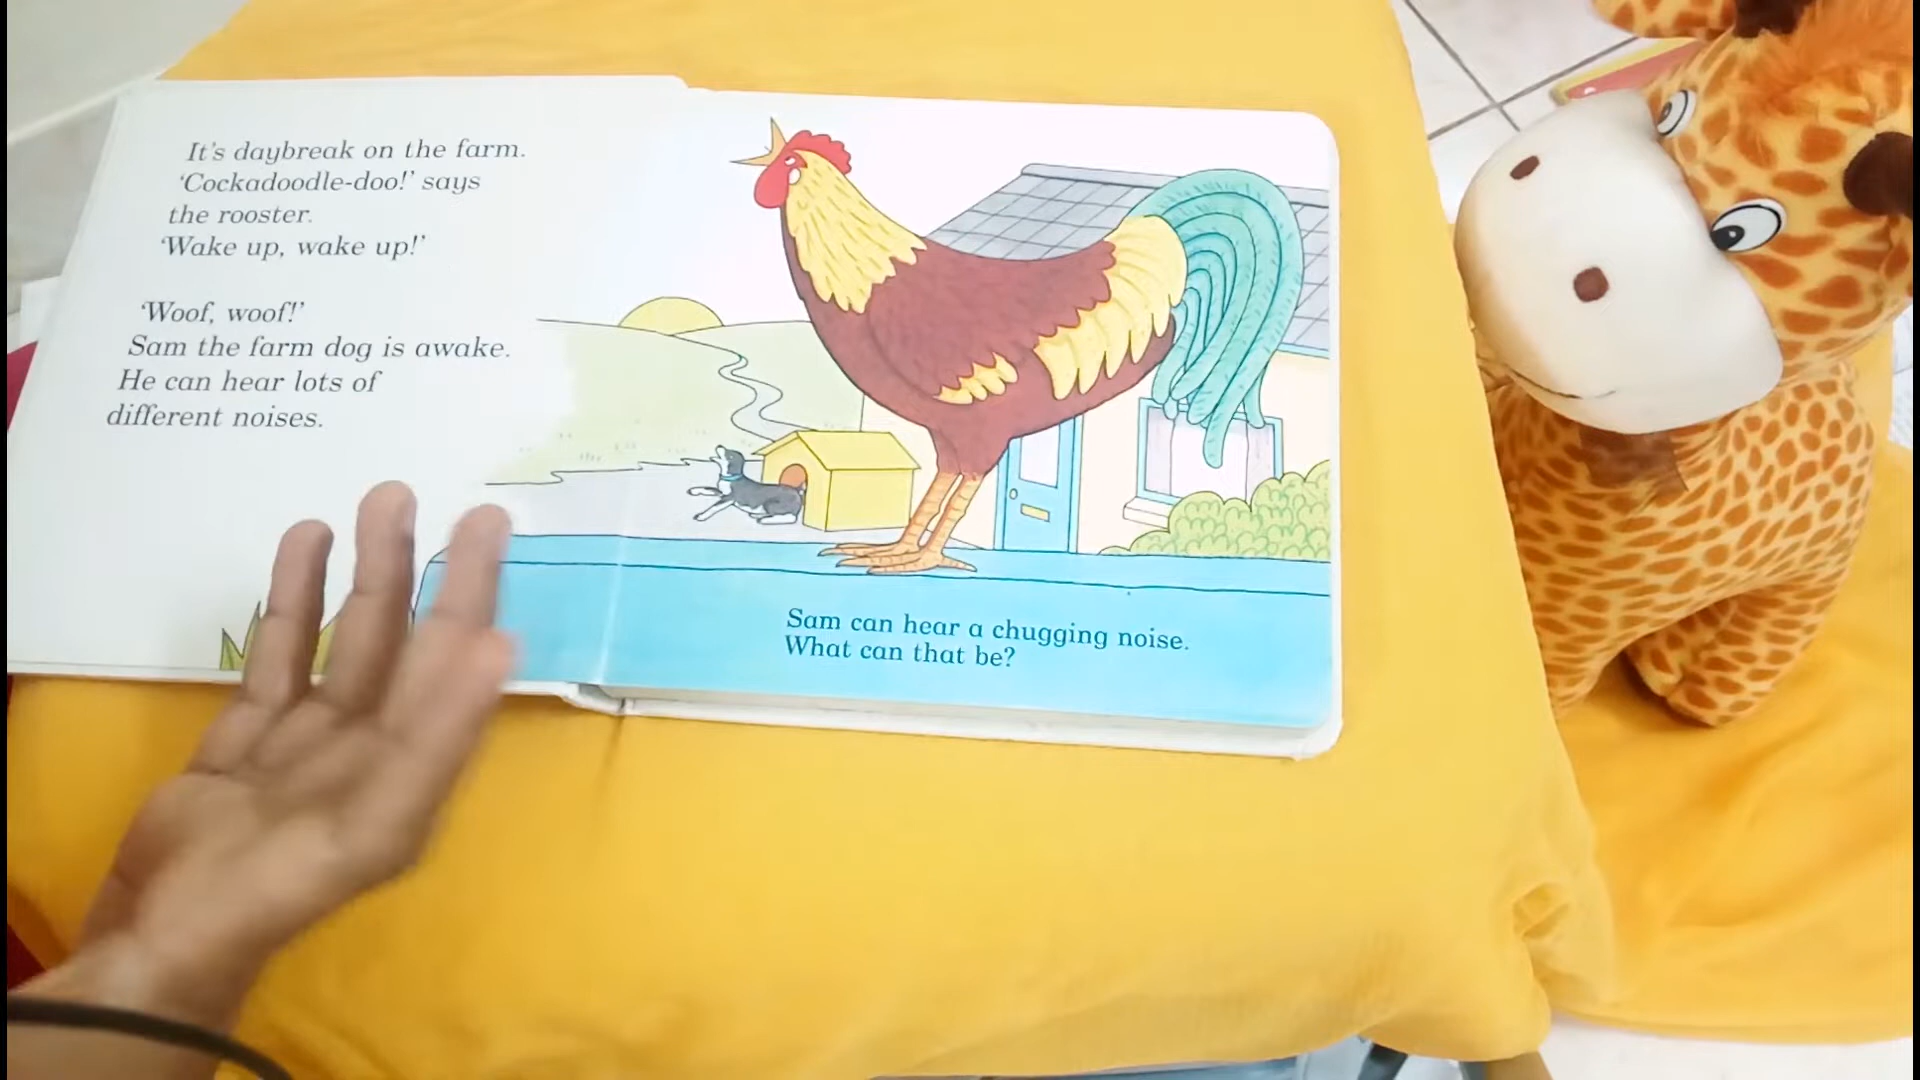 It's daybreak on the farm.
‘Cockadoodle-doo!’ says
the rooster.
‘Wake up, wake up!’
‘Woof, woof!’
Sam the farm dog is awake.
He can hear lots of
different noises.
Sam can hear a chugging noise.
What can that be?